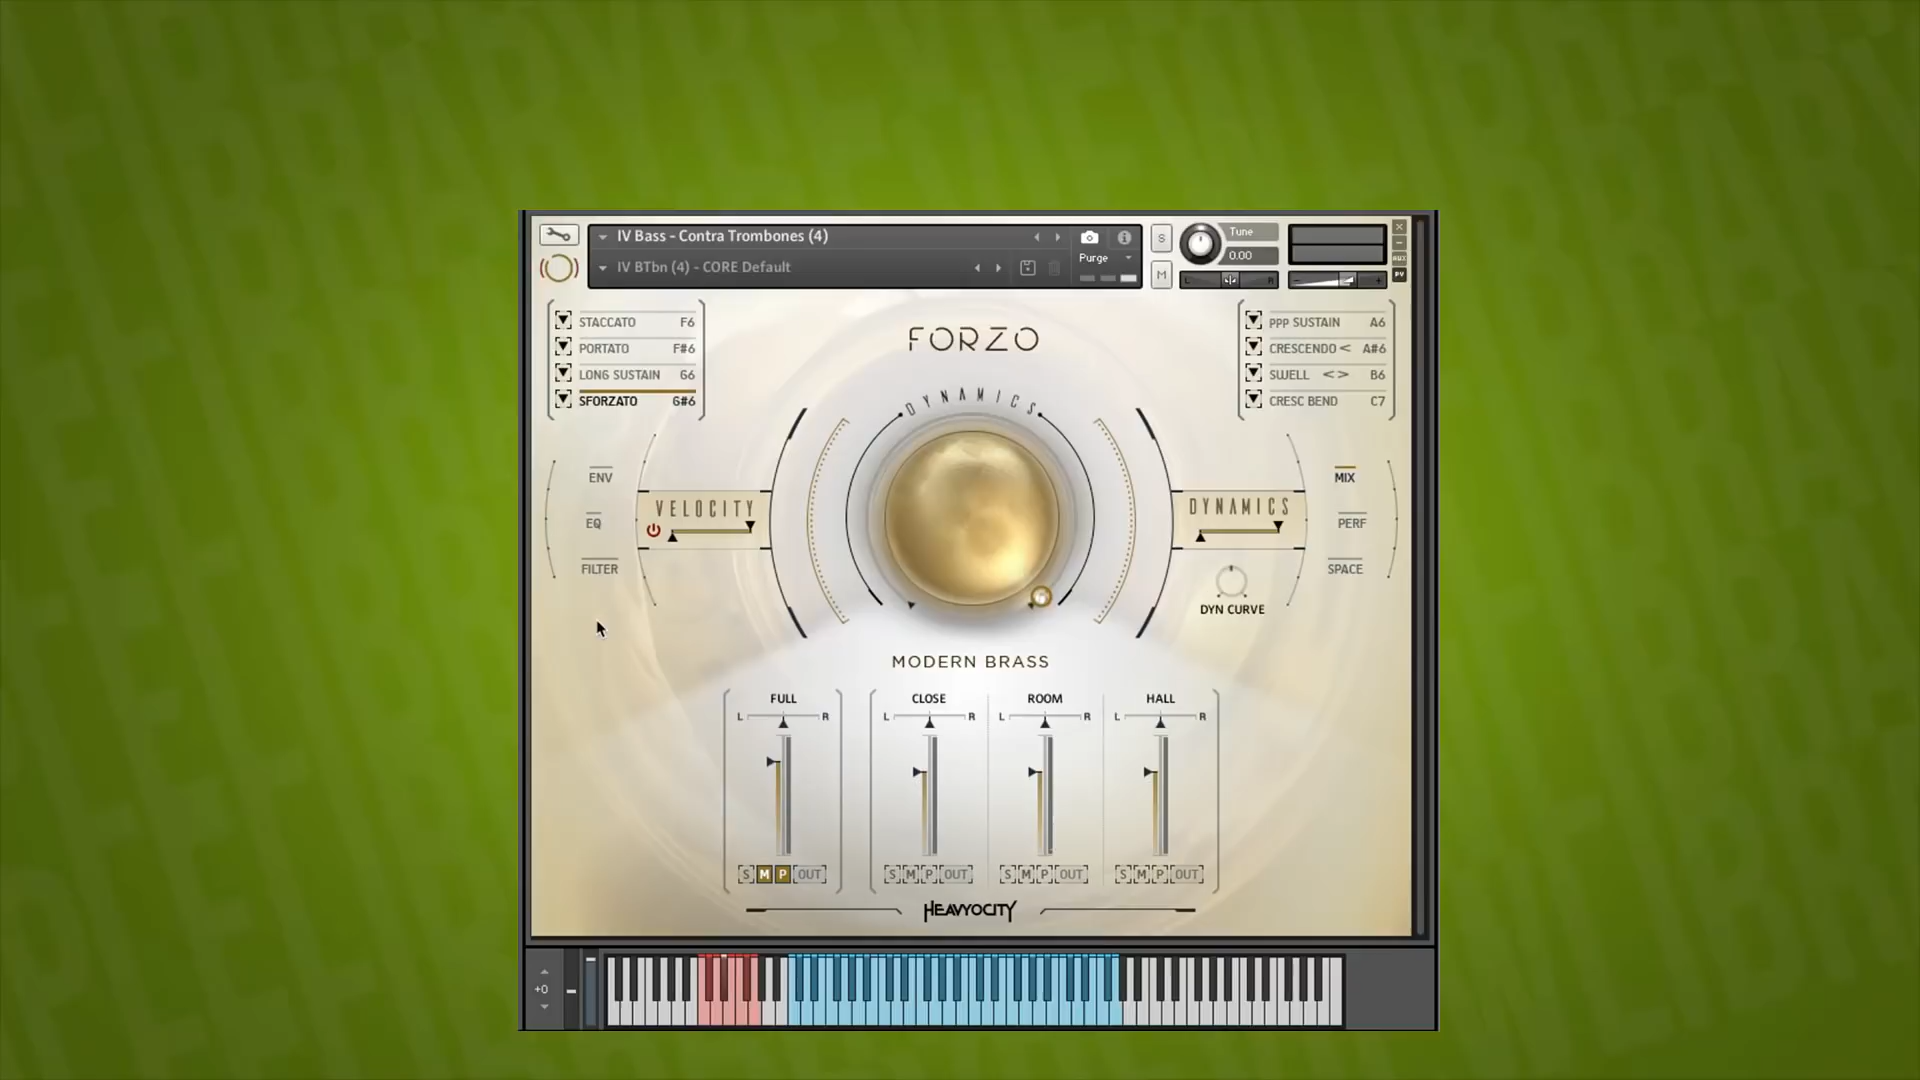 IV Bass - Contra Trombones (4)
IV BTbn (4) - CORE Default
Purge
S
M
Tune
0.00
L R
- +
AUX
PV
STACCATO F6
PORTATO F#6
LONG SUSTAIN G6
SFORZATO G#6
FORZO
PPP SUSTAIN A6
CRESCENDO < A#6
SWELL <> B6
CRESC BEND C7
DYNAMICS
ENV
EQ
FILTER
VELOCITY
DYNAMICS
DYN CURVE
MIX
PERF
SPACE
MODERN BRASS
FULL CLOSE ROOM HALL
L R L R L R L R
S M P OUT S M P OUT S M P OUT S M P OUT
HEAVYOCITY
+0